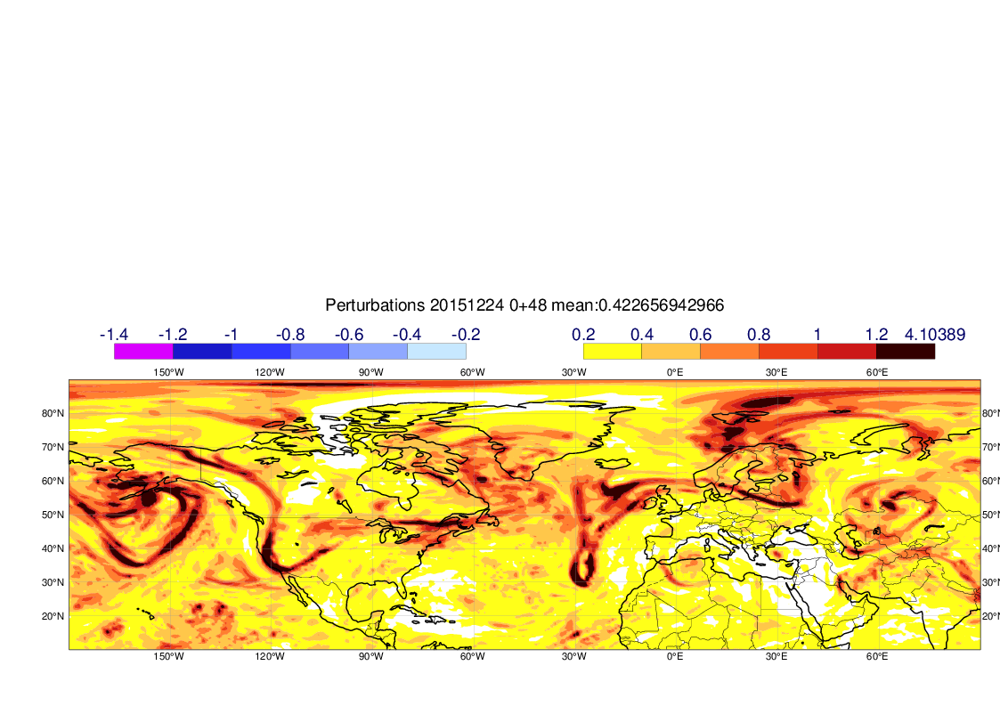 Perturbations 20151224 0+48 mean:0.422656942966
-1.4 -1.2 -1 -0.8 -0.6 -0.4 -0.2 0.2 0.4 0.6 0.8 1 1.2 4.10389
150°W 120°W 90°W 60°W 30°W 0°E 30°E 60°E
80°N 80°N
70°N 70°N
60°N 60°N
50°N 50°N
40°N 40°N
30°N 30°N
20°N 20°N
150°W 120°W 90°W 60°W 30°W 0°E 30°E 60°E